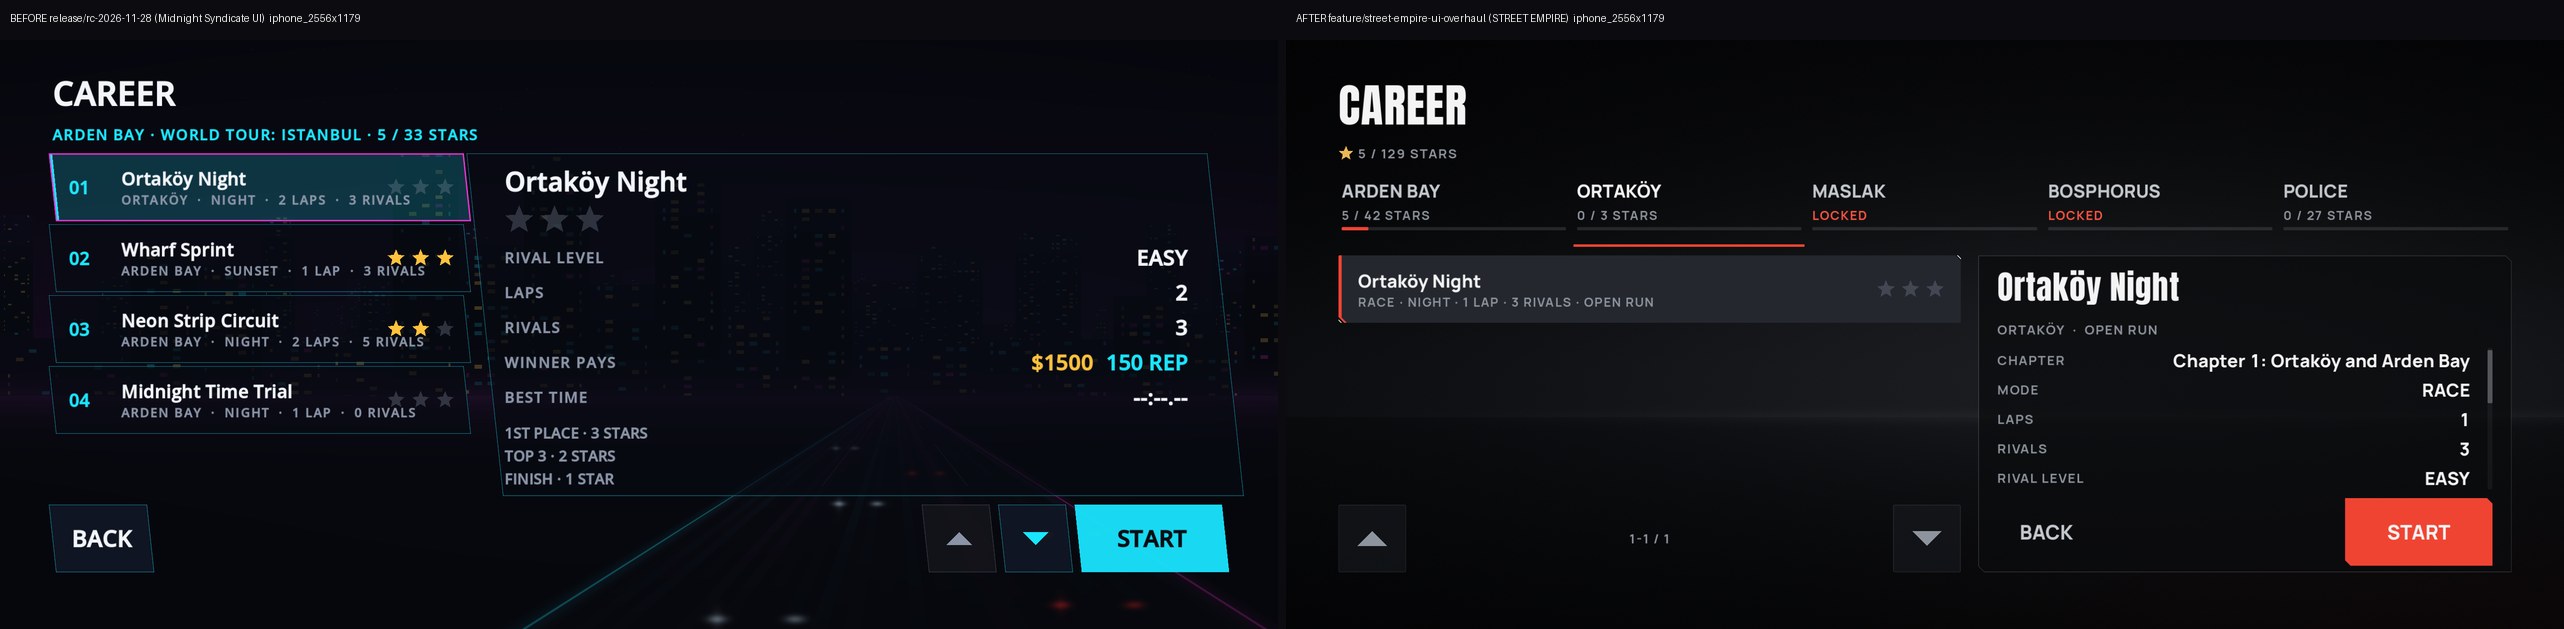 BEFORE release/rc-2026-11-28 (Midnight Syndicate UI) iphone_2556x1179
CAREER
ARDEN BAY · WORLD TOUR: ISTANBUL · 5 / 33 STARS
01
Ortaköy Night
ORTAKÖY · NIGHT · 2 LAPS · 3 RIVALS
02
Wharf Sprint
ARDEN BAY · SUNSET · 1 LAP · 3 RIVALS
03
Neon Strip Circuit
ARDEN BAY · NIGHT · 2 LAPS · 5 RIVALS
04
Midnight Time Trial
ARDEN BAY · NIGHT · 1 LAP · 0 RIVALS
Ortaköy Night
RIVAL LEVEL EASY
LAPS 2
RIVALS 3
WINNER PAYS $1500 150 REP
BEST TIME --:--.--
1ST PLACE · 3 STARS
TOP 3 · 2 STARS
FINISH · 1 STAR
BACK
START
AFTER feature/street-empire-ui-overhaul (STREET EMPIRE) iphone_2556x1179
CAREER
5 / 129 STARS
ARDEN BAY
5 / 42 STARS
ORTAKÖY
0 / 3 STARS
MASLAK
LOCKED
BOSPHORUS
LOCKED
POLICE
0 / 27 STARS
Ortaköy Night
RACE · NIGHT · 1 LAP · 3 RIVALS · OPEN RUN
1-1 / 1
Ortaköy Night
ORTAKÖY · OPEN RUN
CHAPTER Chapter 1: Ortaköy and Arden Bay
MODE RACE
LAPS 1
RIVALS 3
RIVAL LEVEL EASY
BACK
START